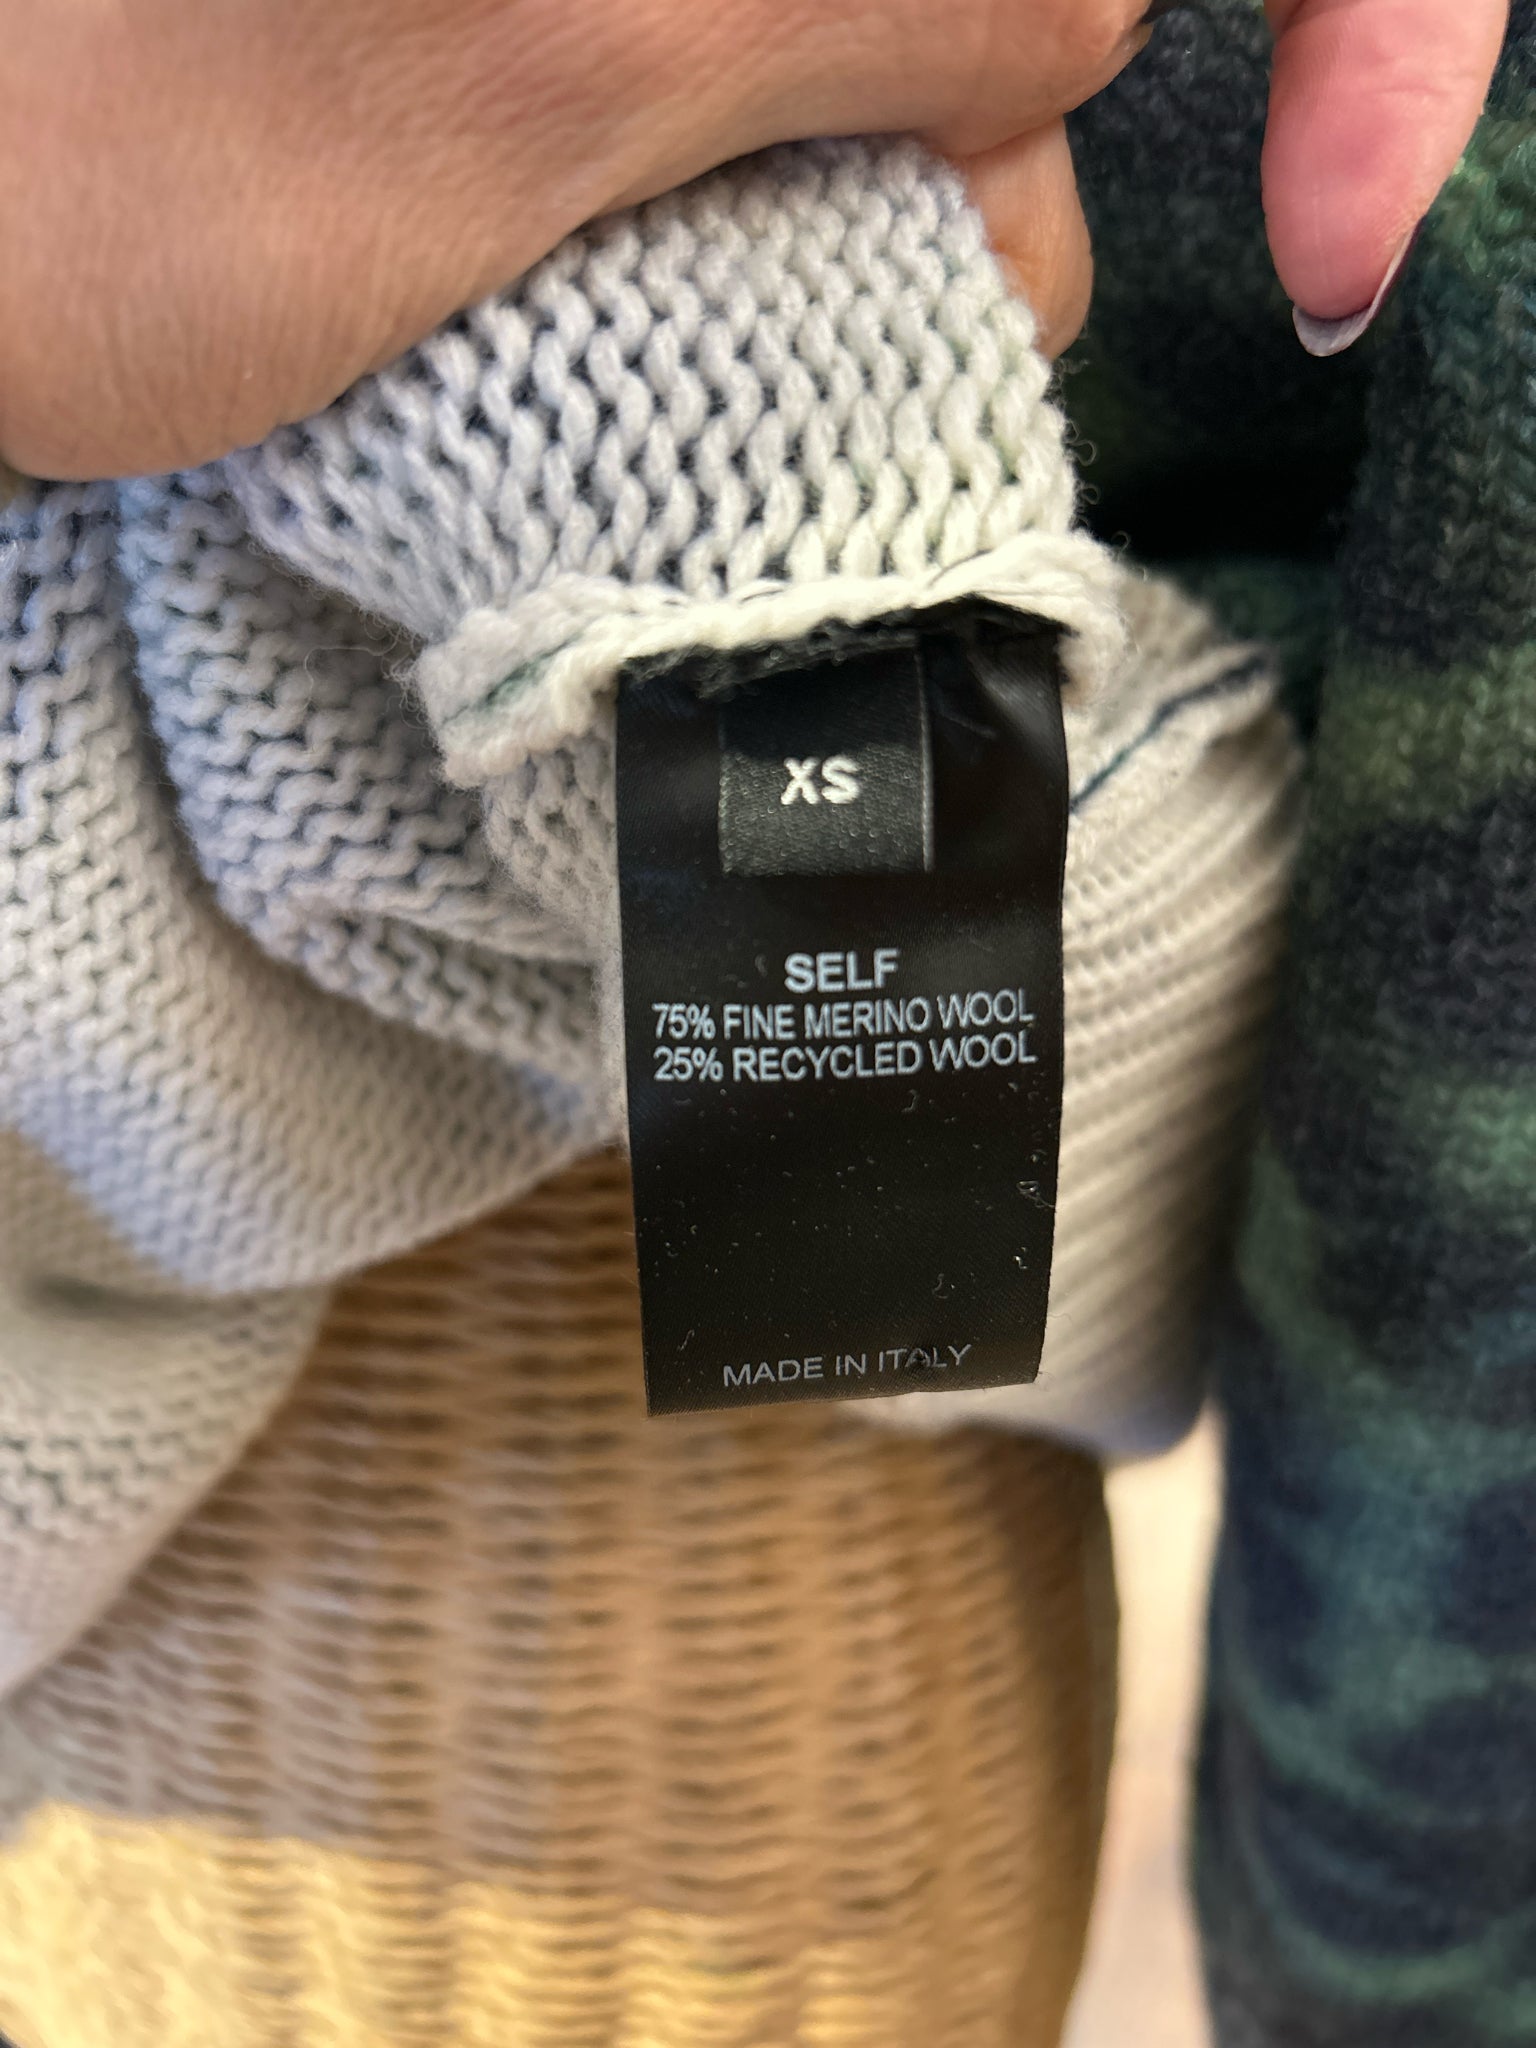 XS
SELF
75% FINE MERINO WOOL
25% RECYCLED WOOL
MADE IN ITALY